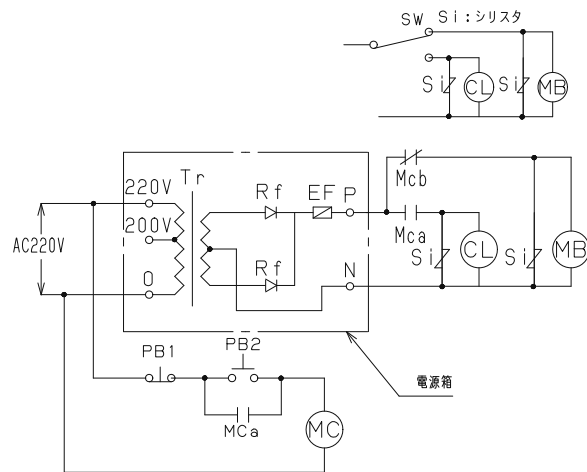 SW Si：シリスタ
Si CL Si MB
220V Tr Rf EF P
Mcb
200V
AC220V
Mca
Si CL Si MB
0 Rf N
PB1 PB2
電源箱
MCa MC